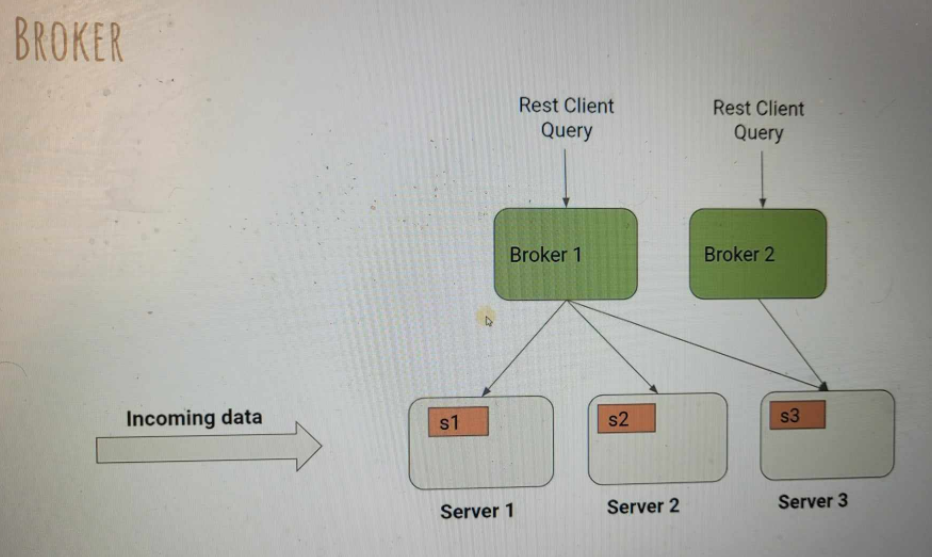 BROKER
Rest Client
Query
Rest Client
Query
Broker 1
Broker 2
Incoming data
s1
s2
s3
Server 1
Server 2
Server 3